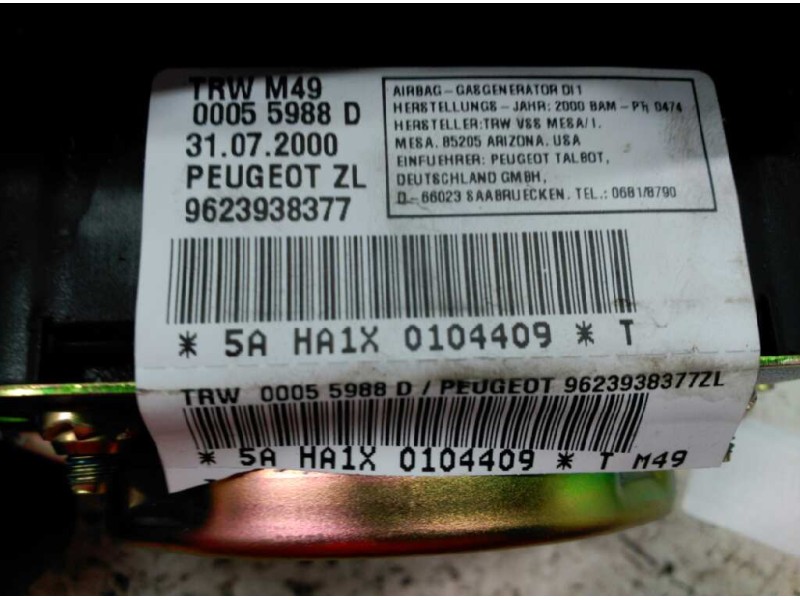 TRW M49
0005 5988 D
31.07.2000
PEUGEOT ZL
9623938377
AIRBAG-GASGENERATOR DI1
HERSTELLUNGS-JAHR: 2000 BAM-PH 0474
HERSTELLER:TRW VSS MESA/1.
MESA. 85205 ARIZONA. USA
EINFUEHRER: PEUGEOT TALBOT,
DEUTSCHLAND GMBH,
D-66023 SAABRUECKEN. TEL.: 0681/8790
* 5A HA1X 0104409 * T
TRW 0005 5988 D / PEUGEOT 9623938377ZL
* 5A HA1X 0104409 * T M49